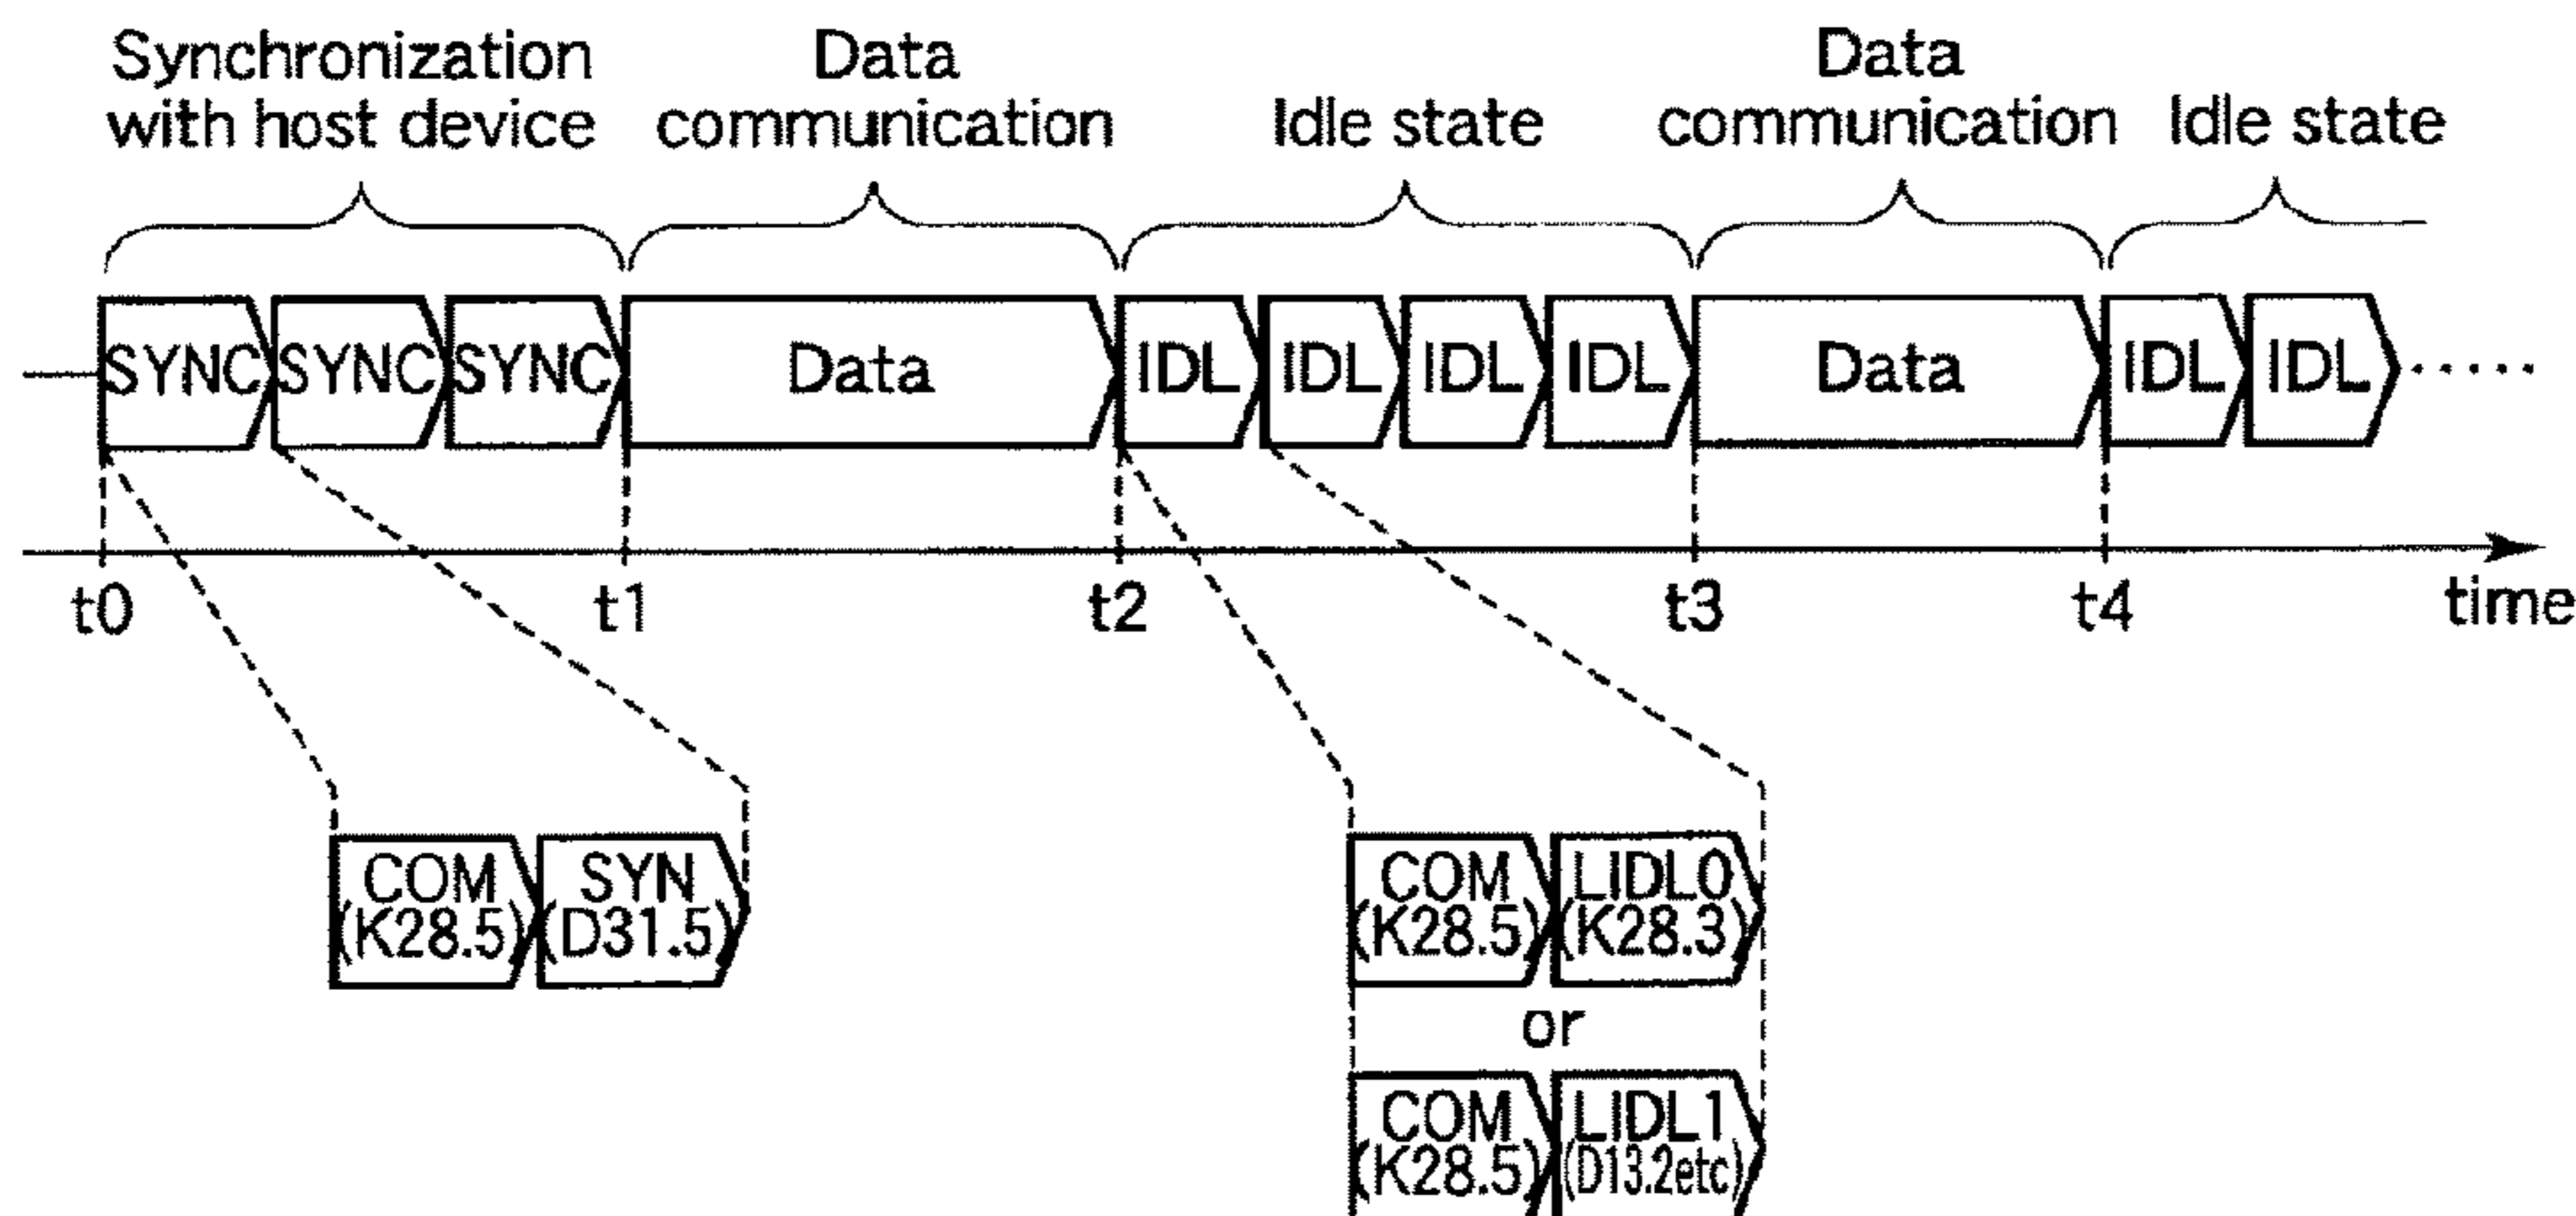 Synchronization
with host device
Data
communication
Idle state
Data
communication
Idle state
SYNC SYNC SYNC Data IDL IDL IDL IDL Data IDL IDL ·····
t0 t1 t2 t3 t4 time
COM
(K28.5)
SYN
(D31.5)
COM
(K28.5)
LIDL0
(K28.3)
or
COM
(K28.5)
LIDL1
(D13.2etc)